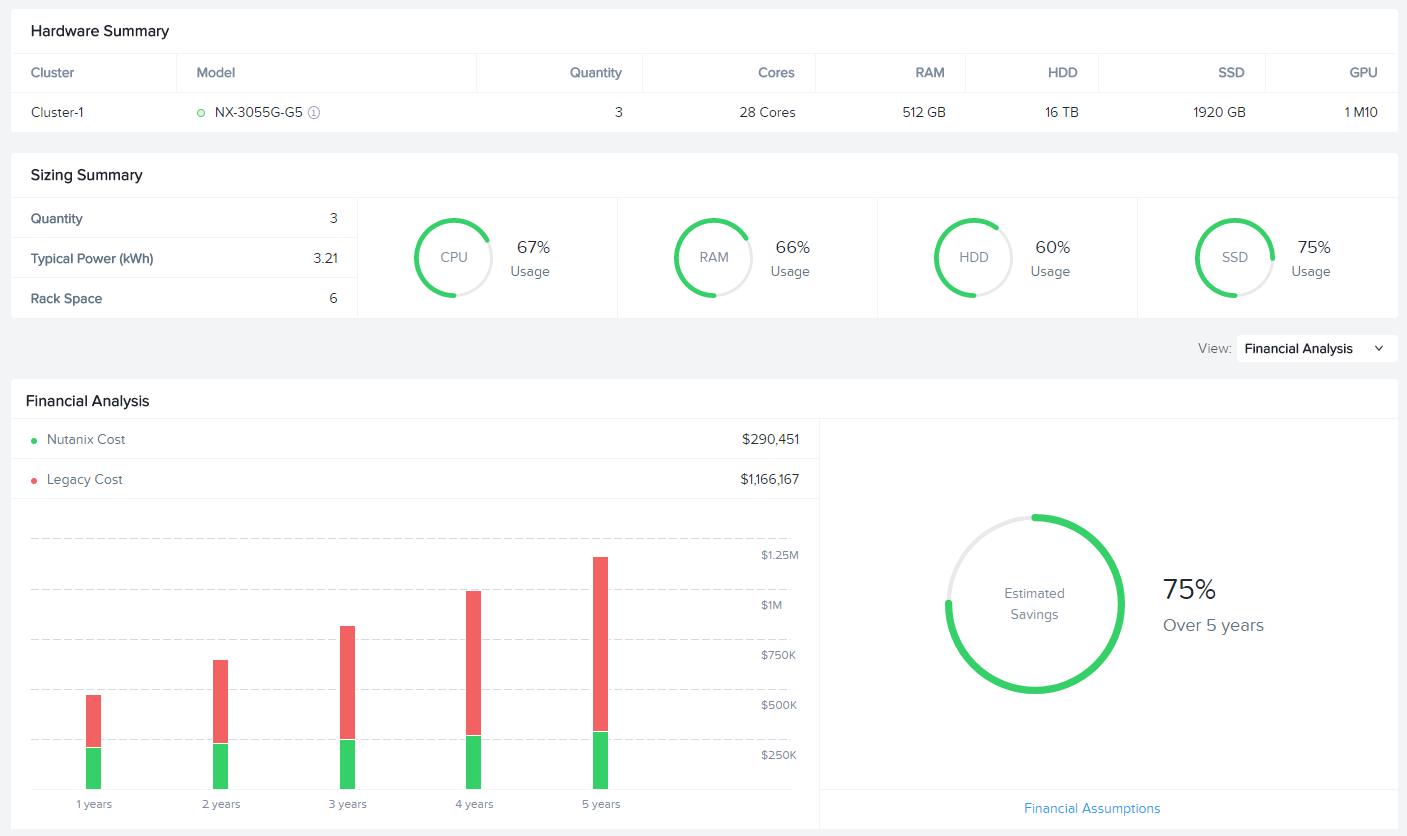 Hardware Summary
Cluster Model Quantity Cores RAM HDD SSD GPU
Cluster-1 NX-3055G-G5 3 28 Cores 512 GB 16 TB 1920 GB 1 M10
Sizing Summary
Quantity 3
Typical Power (kWh) 3.21
Rack Space 6
CPU 67% Usage
RAM 66% Usage
HDD 60% Usage
SSD 75% Usage
View: Financial Analysis
Financial Analysis
Nutanix Cost $290,451
Legacy Cost $1,166,167
$1.25M
$1M
$750K
$500K
$250K
1 years 2 years 3 years 4 years 5 years
Estimated
Savings
75%
Over 5 years
Financial Assumptions